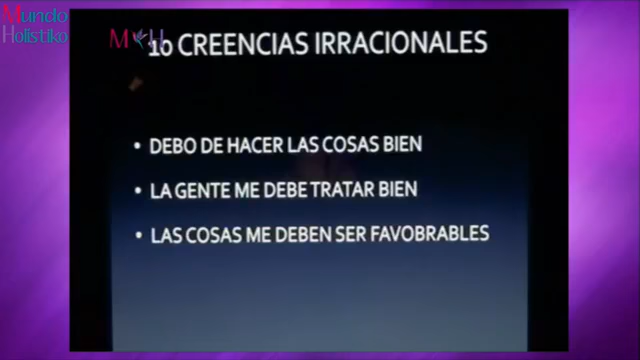 Mundo
Holistiko
M H
10 CREENCIAS IRRACIONALES
• DEBO DE HACER LAS COSAS BIEN
• LA GENTE ME DEBE TRATAR BIEN
• LAS COSAS ME DEBEN SER FAVOBRABLES